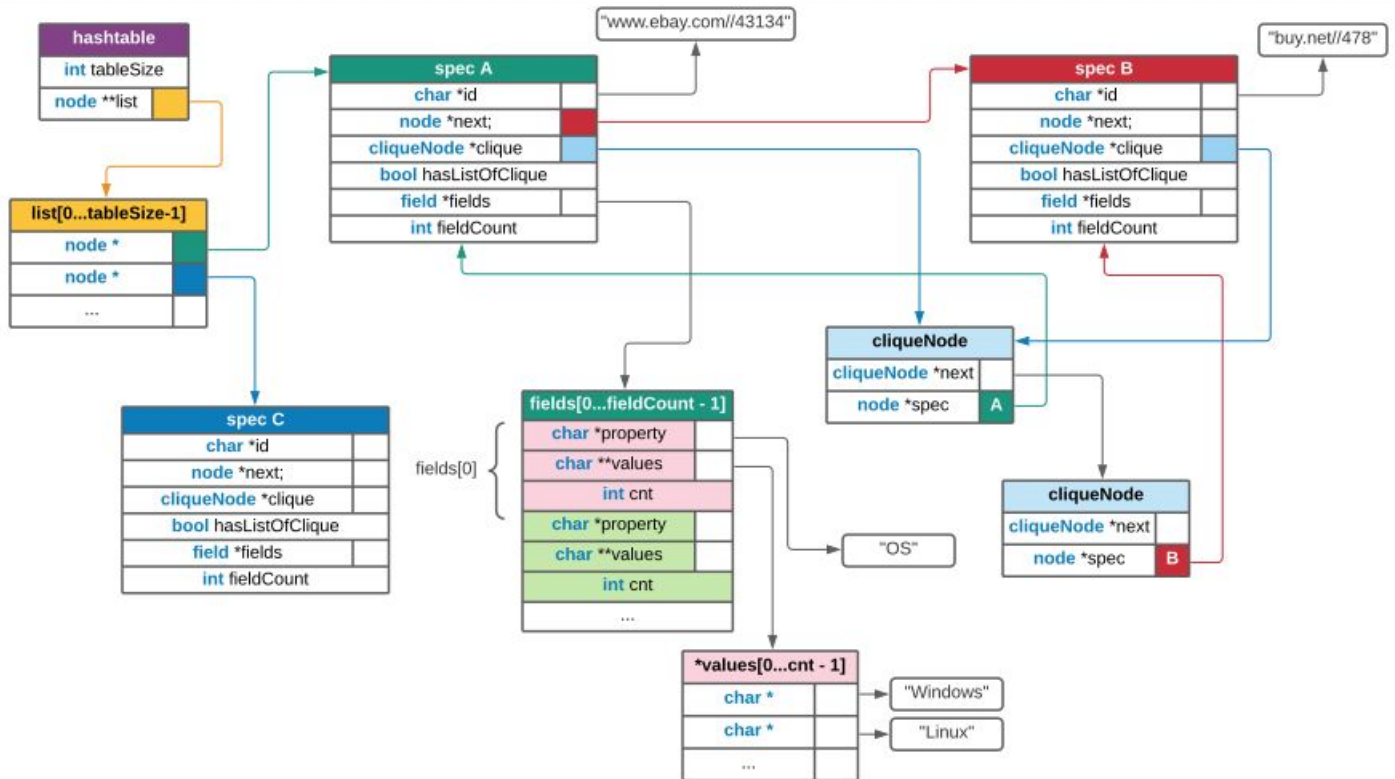 hashtable
int tableSize
node **list
"www.ebay.com//43134"
"buy.net//478"
spec A
char *id
node *next;
cliqueNode *clique
bool hasListOfClique
field *fields
int fieldCount
spec B
char *id
node *next;
cliqueNode *clique
bool hasListOfClique
field *fields
int fieldCount
list[0...tableSize-1]
node *
node *
...
spec C
char *id
node *next;
cliqueNode *clique
bool hasListOfClique
field *fields
int fieldCount
fields[0...fieldCount - 1]
fields[0]
char *property
char **values
int cnt
char *property
char **values
int cnt
...
"OS"
cliqueNode
cliqueNode *next
node *spec A
cliqueNode
cliqueNode *next
node *spec B
*values[0...cnt - 1]
char *
char *
...
"Windows"
"Linux"